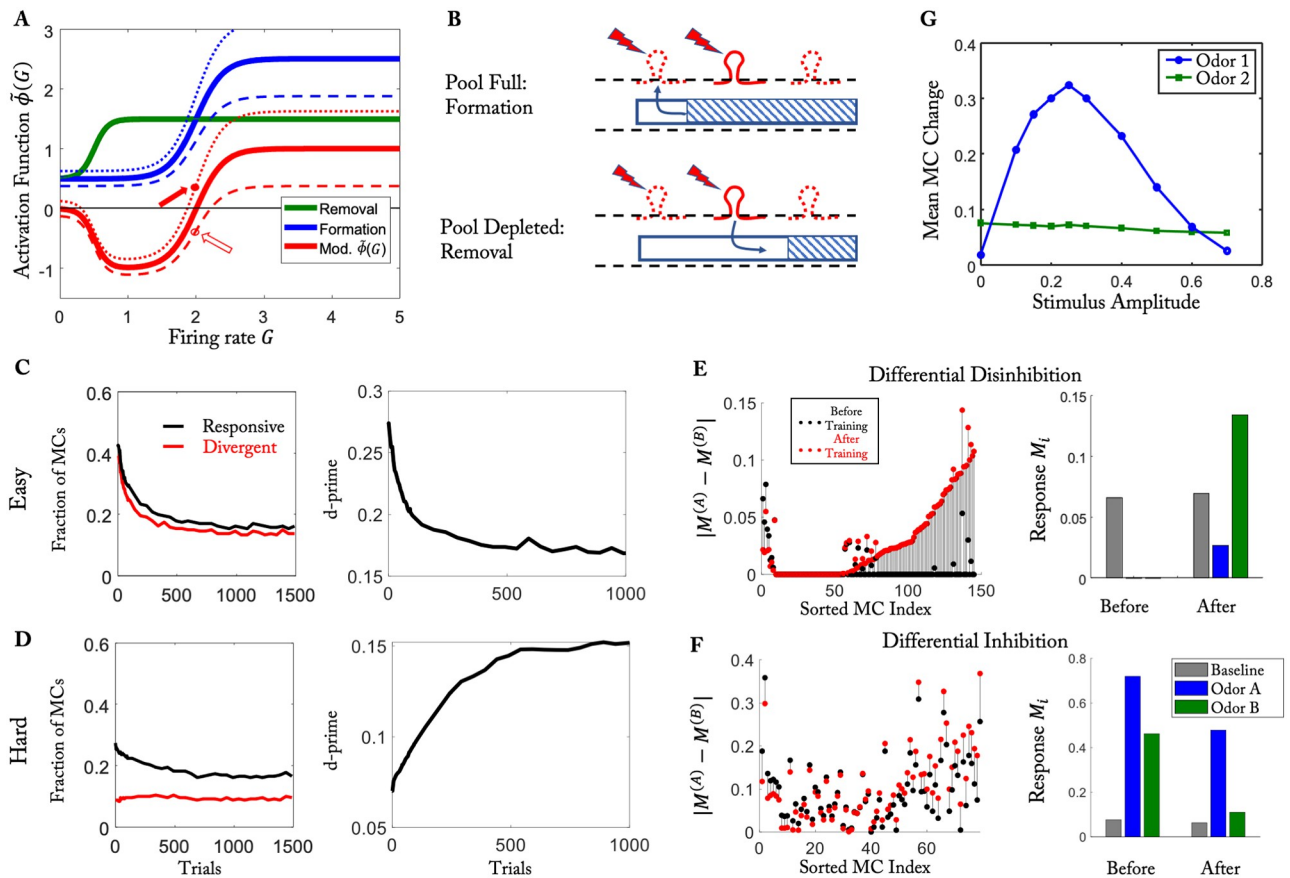 A
3
2
1
0
-1
0
1
2
3
4
5
Activation Function φ̃(G)
Firing rate G
Removal
Formation
Mod. φ̃(G)
B
Pool Full:
Formation
Pool Depleted:
Removal
G
0.4
0.3
0.2
0.1
0
0
0.2
0.4
0.6
0.8
Mean MC Change
Stimulus Amplitude
Odor 1
Odor 2
C
Easy
0.6
0.4
0.2
0
0
500
1000
1500
Fraction of MCs
Responsive
Divergent
0.3
0.25
0.2
0.15
0
500
1000
d-prime
D
Hard
0.6
0.4
0.2
0
0
500
1000
1500
Fraction of MCs
Trials
0.15
0.1
0.05
0
500
1000
d-prime
Trials
E
Differential Disinhibition
0.15
0.1
0.05
0
0
50
100
150
|M^(A) − M^(B)|
Sorted MC Index
Before
Training
After
Training
0.15
0.10
0.05
0
Response M_i
Before
After
F
Differential Inhibition
0.4
0.3
0.2
0.1
0
0
20
40
60
|M^(A) − M^(B)|
Sorted MC Index
0.8
0.6
0.4
0.2
0
Response M_i
Before
After
Baseline
Odor A
Odor B